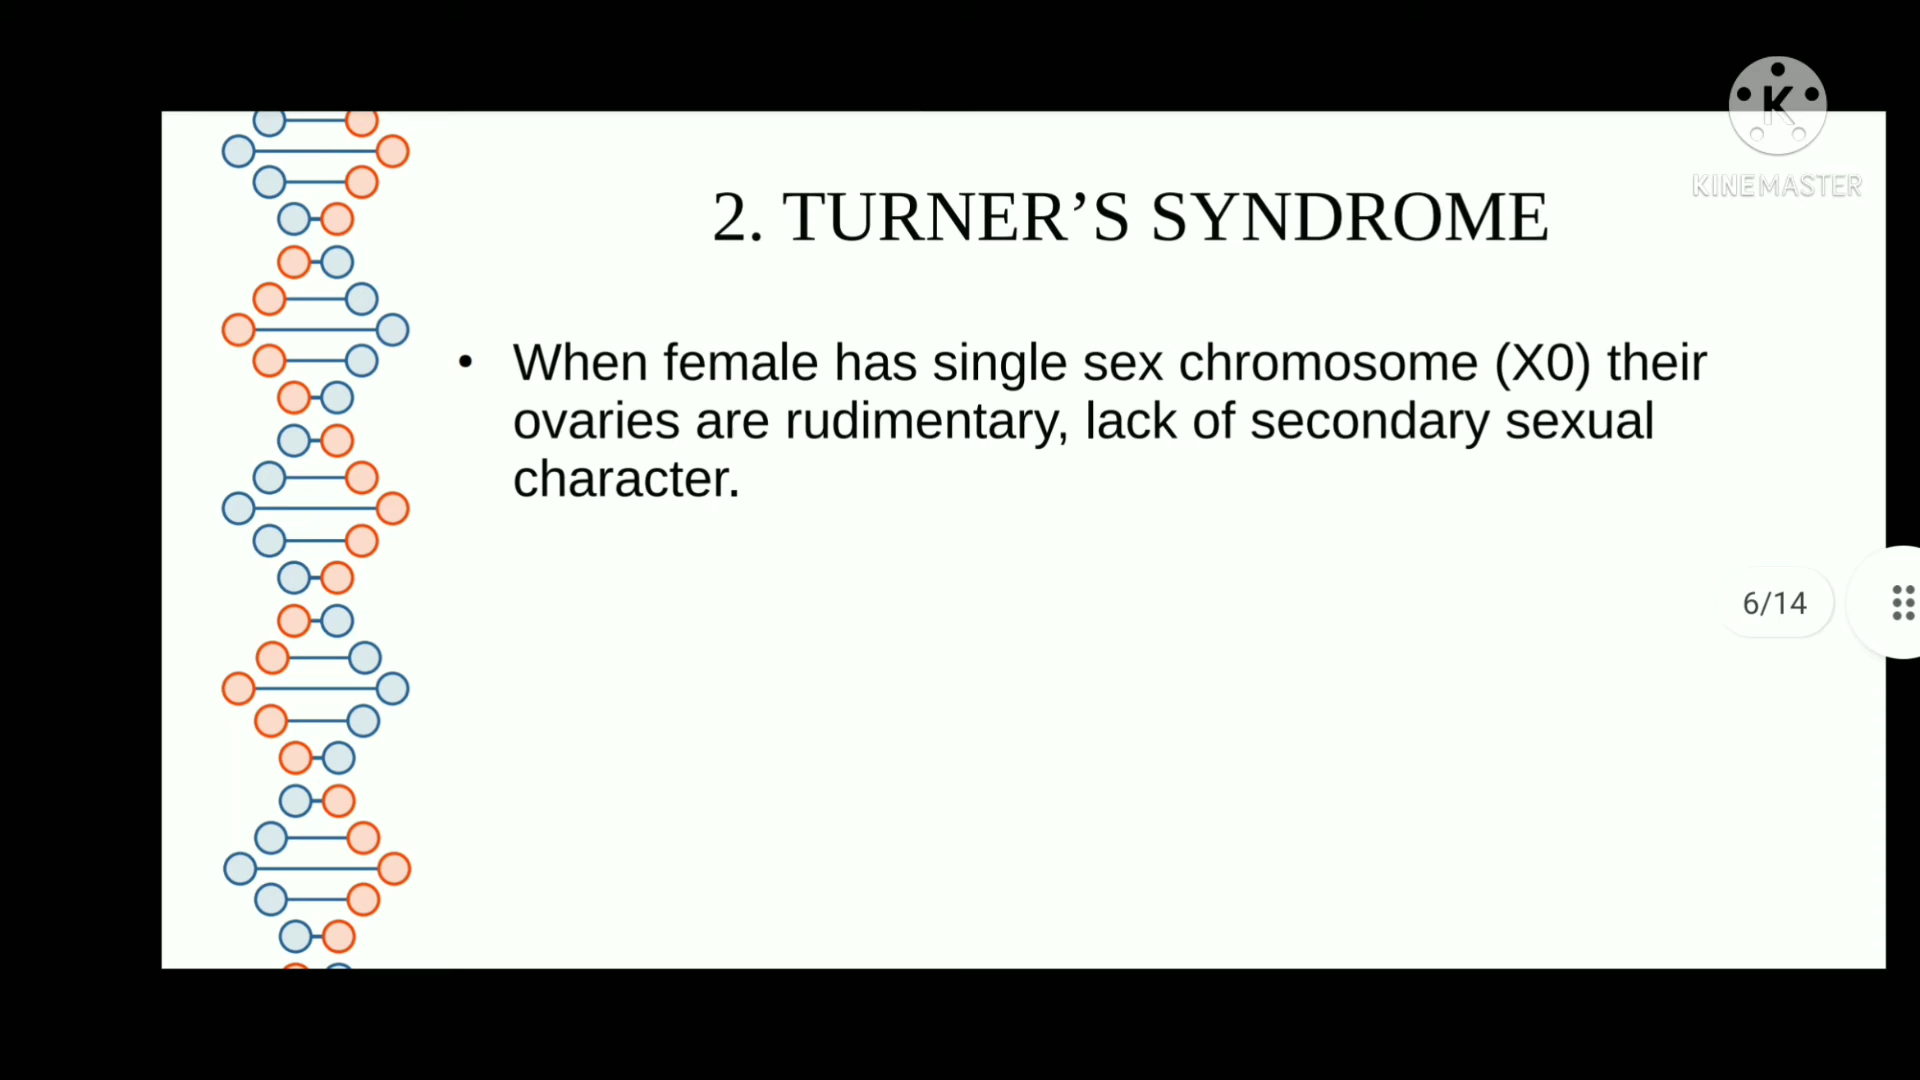 K
KINEMASTER
2. TURNER’S SYNDROME
• When female has single sex chromosome (X0) their
ovaries are rudimentary, lack of secondary sexual
character.
6/14